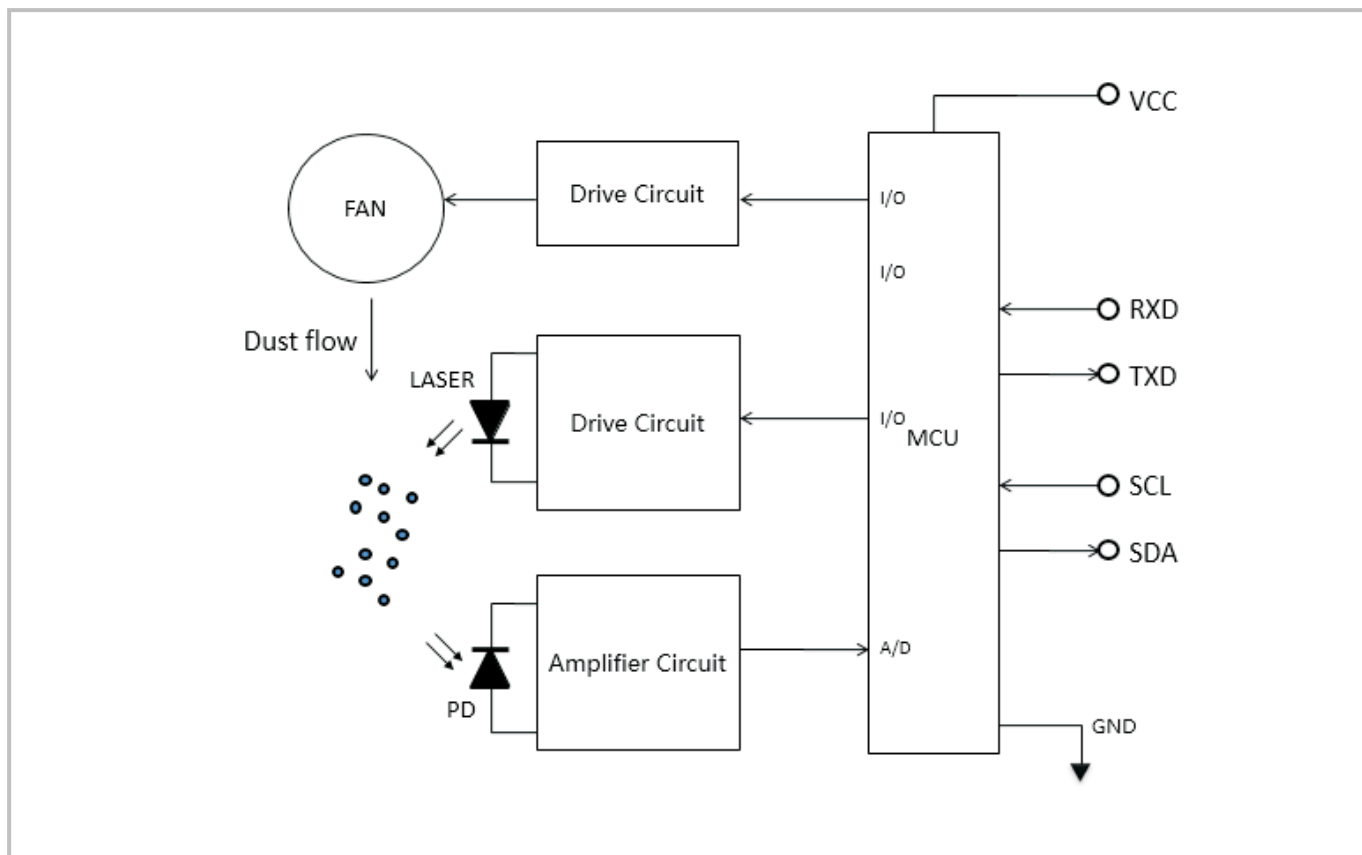 VCC
Drive Circuit
I/O
FAN
I/O
RXD
Dust flow
TXD
LASER
Drive Circuit
I/O
MCU
SCL
SDA
Amplifier Circuit
A/D
PD
GND